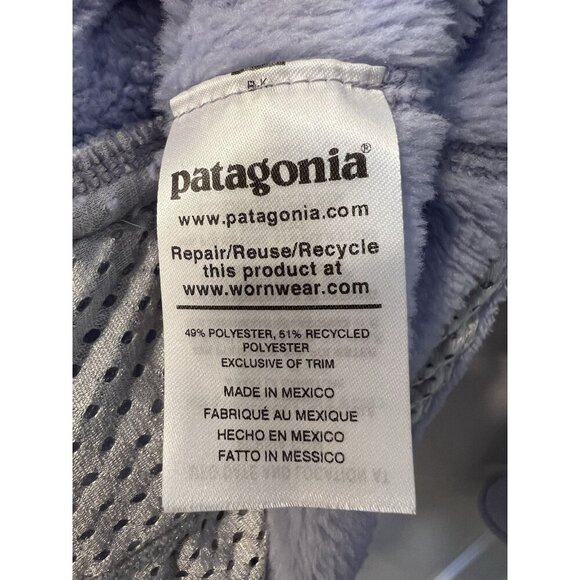 patagonia®
www.patagonia.com
Repair/Reuse/Recycle
this product at
www.wornwear.com
49% POLYESTER, 51% RECYCLED
POLYESTER
EXCLUSIVE OF TRIM
MADE IN MEXICO
FABRIQUÉ AU MEXIQUE
HECHO EN MEXICO
FATTO IN MESSICO